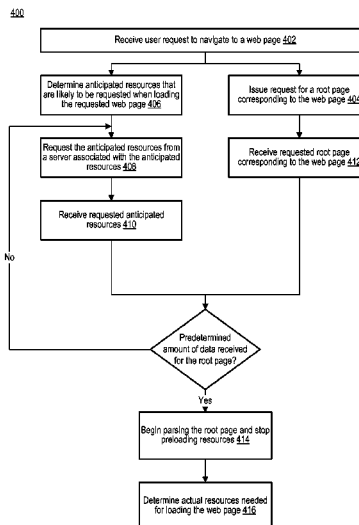 400
Receive user request to navigate to a web page 402
Determine anticipated resources that
are likely to be requested when loading
the requested web page 406
Issue request for a root page
corresponding to the web page 404
Request the anticipated resources from
a server associated with the anticipated
resources 408
Receive requested root page
corresponding to the web page 412
Receive requested anticipated
resources 410
No
Predetermined
amount of data received
for the root page?
Yes
Begin parsing the root page and stop
preloading resources 414
Determine actual resources needed
for loading the web page 416